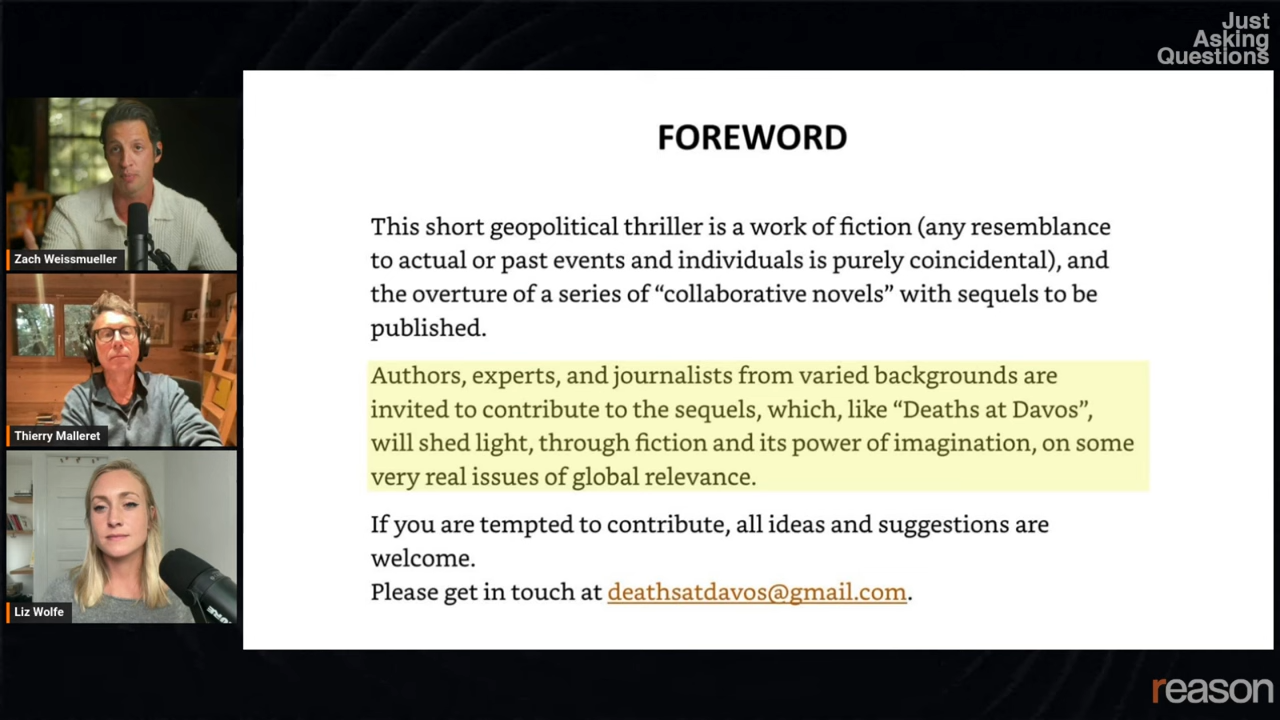 Just
Asking
Questions
Zach Weissmueller
Thierry Malleret
Liz Wolfe
FOREWORD
This short geopolitical thriller is a work of fiction (any resemblance
to actual or past events and individuals is purely coincidental), and
the overture of a series of “collaborative novels” with sequels to be
published.
Authors, experts, and journalists from varied backgrounds are
invited to contribute to the sequels, which, like “Deaths at Davos”,
will shed light, through fiction and its power of imagination, on some
very real issues of global relevance.
If you are tempted to contribute, all ideas and suggestions are
welcome.
Please get in touch at deathsatdavos@gmail.com.
reason